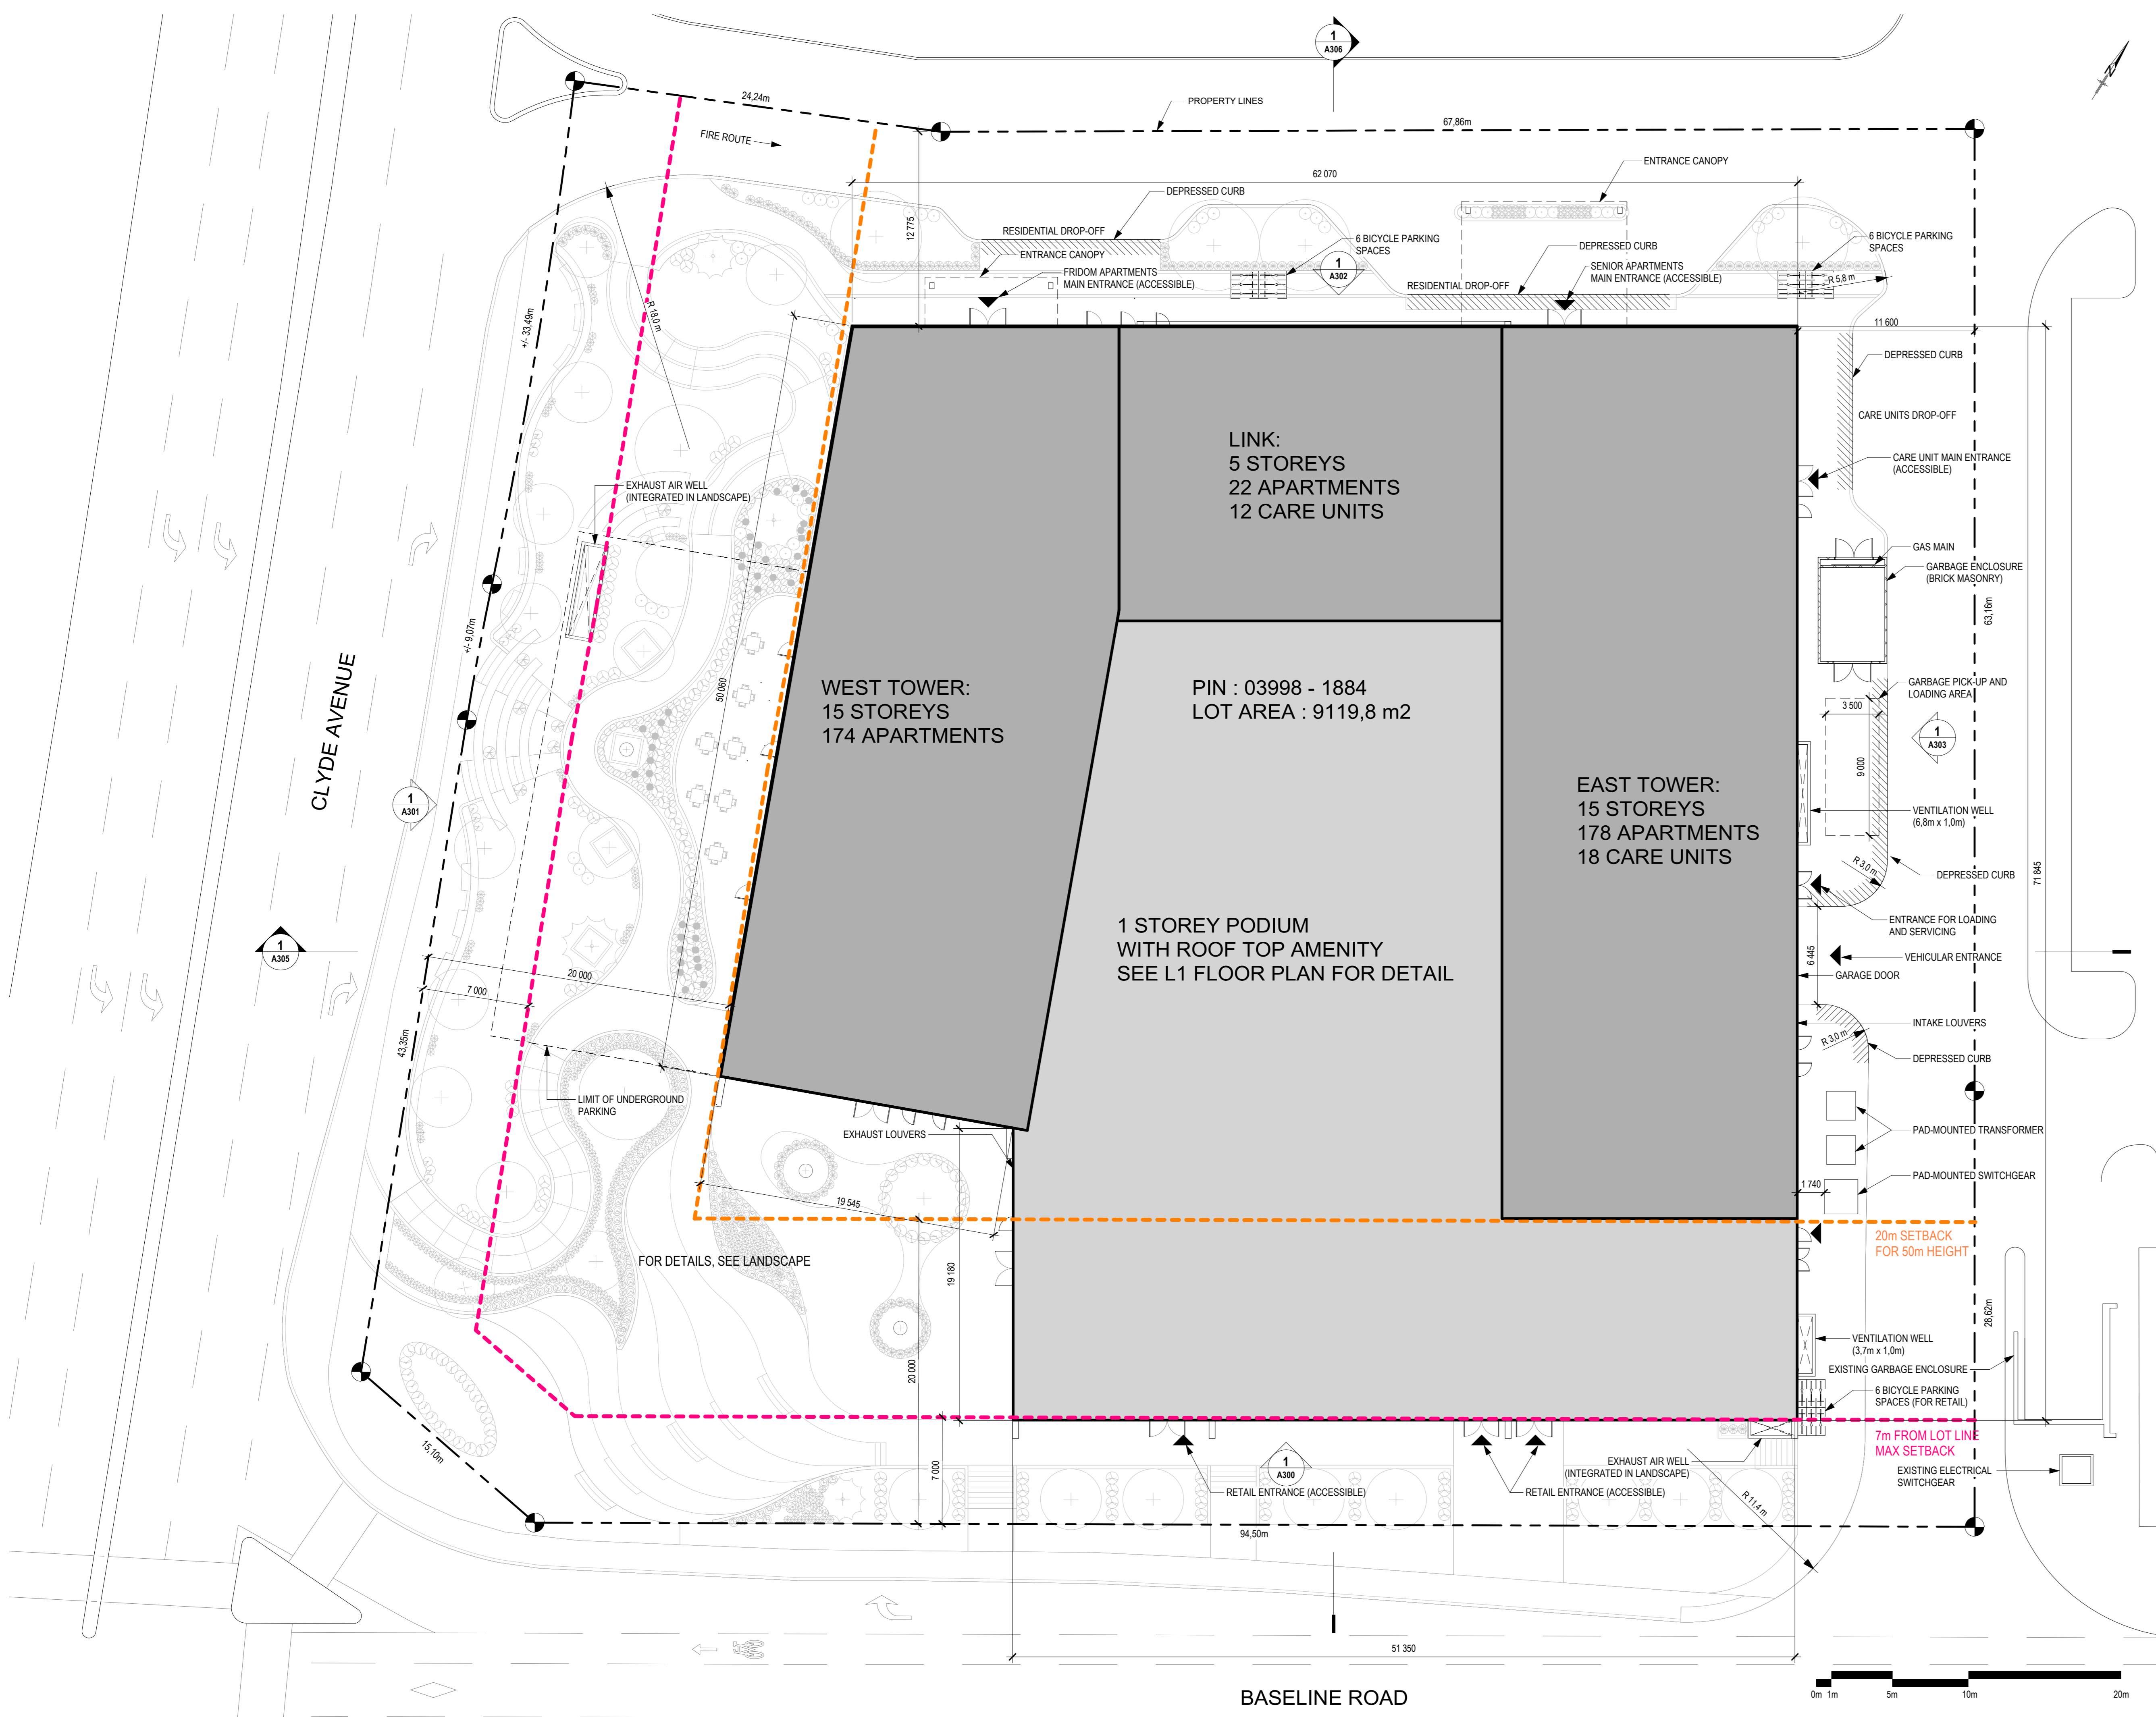 1
A306
N
24,24m
PROPERTY LINES
67,86m
FIRE ROUTE
ENTRANCE CANOPY
62 070
DEPRESSED CURB
12 775
RESIDENTIAL DROP-OFF
ENTRANCE CANOPY
6 BICYCLE PARKING
SPACES
FRIDOM APARTMENTS
MAIN ENTRANCE (ACCESSIBLE)
1
A302
DEPRESSED CURB
SENIOR APARTMENTS
MAIN ENTRANCE (ACCESSIBLE)
RESIDENTIAL DROP-OFF
6 BICYCLE PARKING
SPACES
R 5,8 m
+/- 33,49m
R 18,0 m
11 600
DEPRESSED CURB
CARE UNITS DROP-OFF
LINK:
5 STOREYS
22 APARTMENTS
12 CARE UNITS
CARE UNIT MAIN ENTRANCE
(ACCESSIBLE)
EXHAUST AIR WELL
(INTEGRATED IN LANDSCAPE)
GAS MAIN
GARBAGE ENCLOSURE
(BRICK MASONRY)
63,16m
+/- 9,07m
CLYDE AVENUE
50 060
WEST TOWER:
15 STOREYS
174 APARTMENTS
PIN : 03998 - 1884
LOT AREA : 9119,8 m2
GARBAGE PICK-UP AND
LOADING AREA
3 500
1
A303
9 000
EAST TOWER:
15 STOREYS
178 APARTMENTS
18 CARE UNITS
1
A301
VENTILATION WELL
(6,8m x 1,0m)
R 3,0 m
DEPRESSED CURB
71 845
1 STOREY PODIUM
WITH ROOF TOP AMENITY
SEE L1 FLOOR PLAN FOR DETAIL
ENTRANCE FOR LOADING
AND SERVICING
1
A305
20 000
7 000
6 445
VEHICULAR ENTRANCE
GARAGE DOOR
43,35m
INTAKE LOUVERS
R 3,0 m
DEPRESSED CURB
LIMIT OF UNDERGROUND
PARKING
EXHAUST LOUVERS
PAD-MOUNTED TRANSFORMER
PAD-MOUNTED SWITCHGEAR
1 740
19 545
20m SETBACK
FOR 50m HEIGHT
FOR DETAILS, SEE LANDSCAPE
19 180
28,62m
VENTILATION WELL
(3,7m x 1,0m)
EXISTING GARBAGE ENCLOSURE
20 000
6 BICYCLE PARKING
SPACES (FOR RETAIL)
7m FROM LOT LINE
MAX SETBACK
15,10m
7 000
1
A300
EXHAUST AIR WELL
(INTEGRATED IN LANDSCAPE)
EXISTING ELECTRICAL
SWITCHGEAR
RETAIL ENTRANCE (ACCESSIBLE)
RETAIL ENTRANCE (ACCESSIBLE)
R 11,4 m
94,50m
51 350
BASELINE ROAD
0m 1m 5m 10m 20m